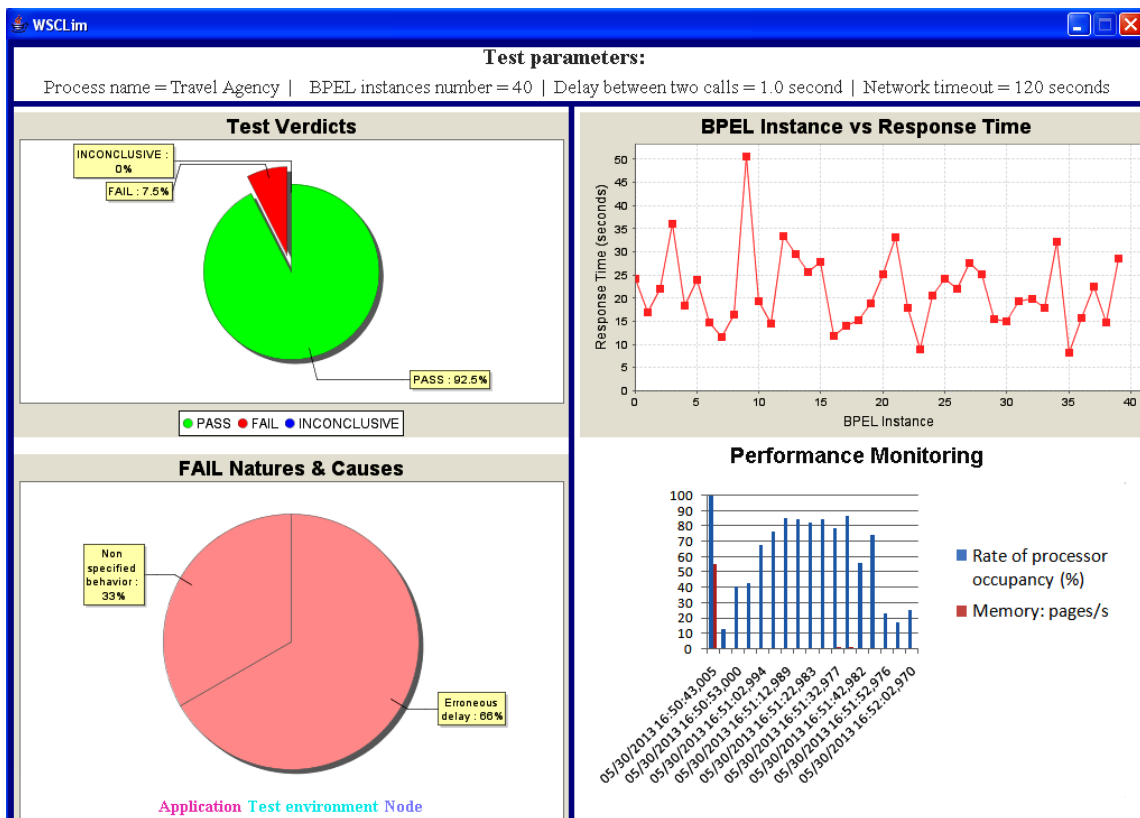 WSCLim
Test parameters:
Process name = Travel Agency | BPEL instances number = 40 | Delay between two calls = 1.0 second | Network timeout = 120 seconds
Test Verdicts
INCONCLUSIVE :
0%
FAIL : 7.5%
PASS : 92.5%
PASS FAIL INCONCLUSIVE
FAIL Natures & Causes
Non
specified
behavior :
33%
Erroneous
delay : 66%
Application Test environment Node
BPEL Instance vs Response Time
Response Time (seconds)
50
45
40
35
30
25
20
15
10
5
0
0 5 10 15 20 25 30 35 40
BPEL Instance
Performance Monitoring
100
90
80
70
60
50
40
30
20
10
0
05/30/2013 16:50:43,005
05/30/2013 16:50:53,000
05/30/2013 16:51:02,994
05/30/2013 16:51:12,989
05/30/2013 16:51:22,983
05/30/2013 16:51:32,977
05/30/2013 16:51:42,982
05/30/2013 16:51:52,976
05/30/2013 16:52:02,970
Rate of processor
occupancy (%)
Memory: pages/s